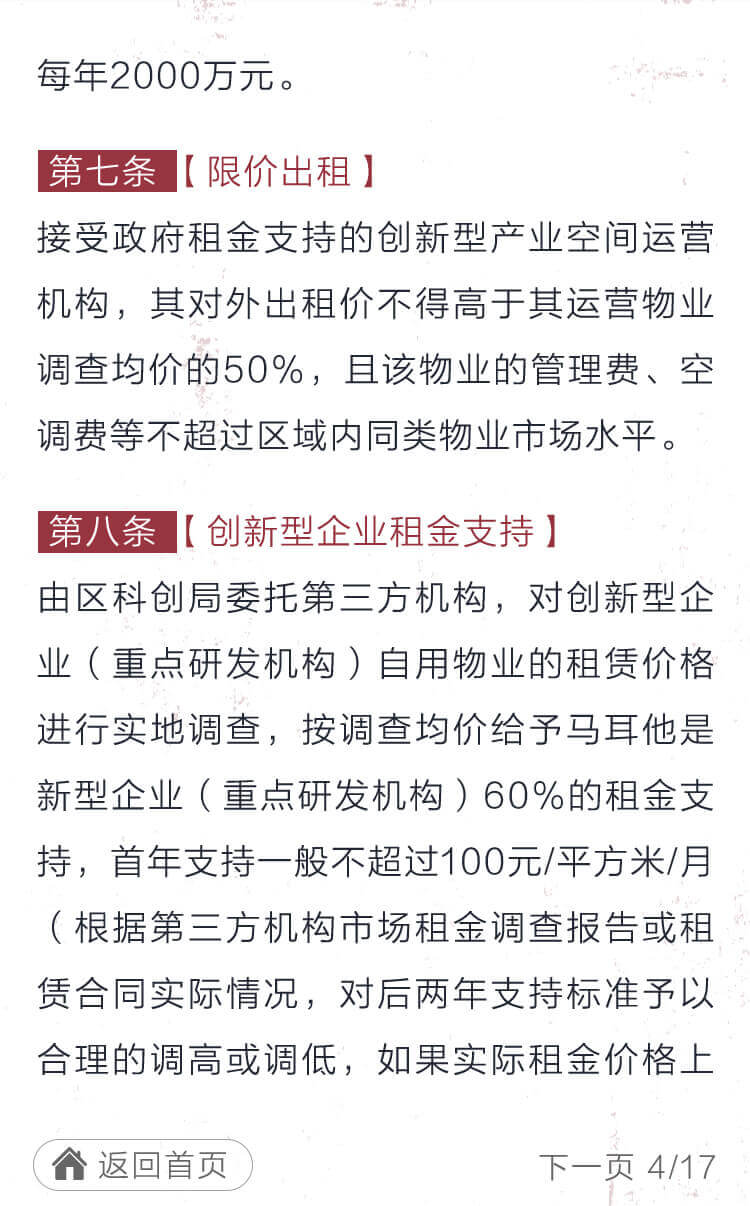 每年2000万元。
第七条【限价出租】
接受政府租金支持的创新型产业空间运营
机构，其对外出租价不得高于其运营物业
调查均价的50%，且该物业的管理费、空
调费等不超过区域内同类物业市场水平。
第八条【创新型企业租金支持】
由区科创局委托第三方机构，对创新型企
业（重点研发机构）自用物业的租赁价格
进行实地调查，按调查均价给予马耳他是
新型企业（重点研发机构）60%的租金支
持，首年支持一般不超过100元/平方米/月
（根据第三方机构市场租金调查报告或租
赁合同实际情况，对后两年支持标准予以
合理的调高或调低，如果实际租金价格上
返回首页
下一页 4/17